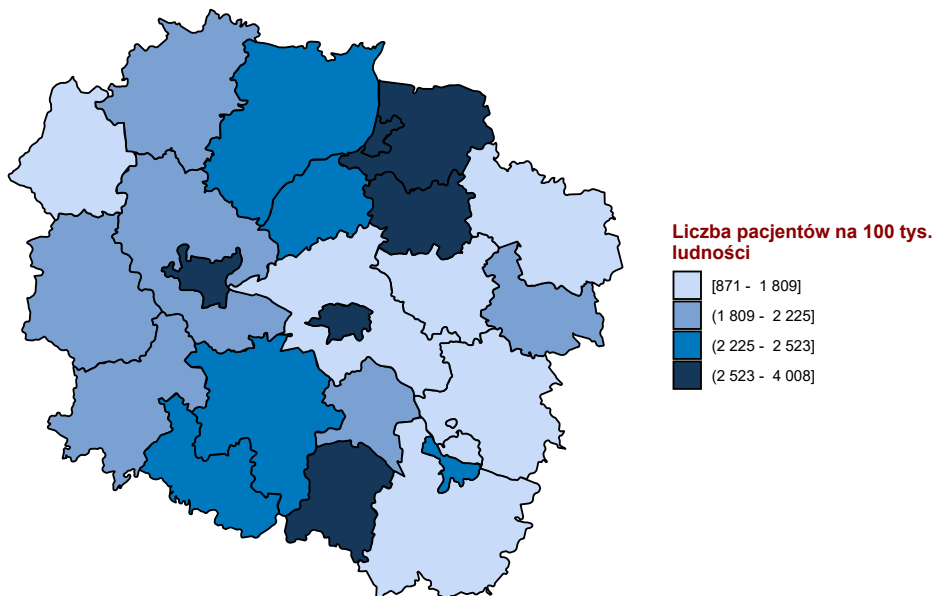 Liczba pacjentów na 100 tys.
ludności
[871 - 1 809]
(1 809 - 2 225]
(2 225 - 2 523]
(2 523 - 4 008]